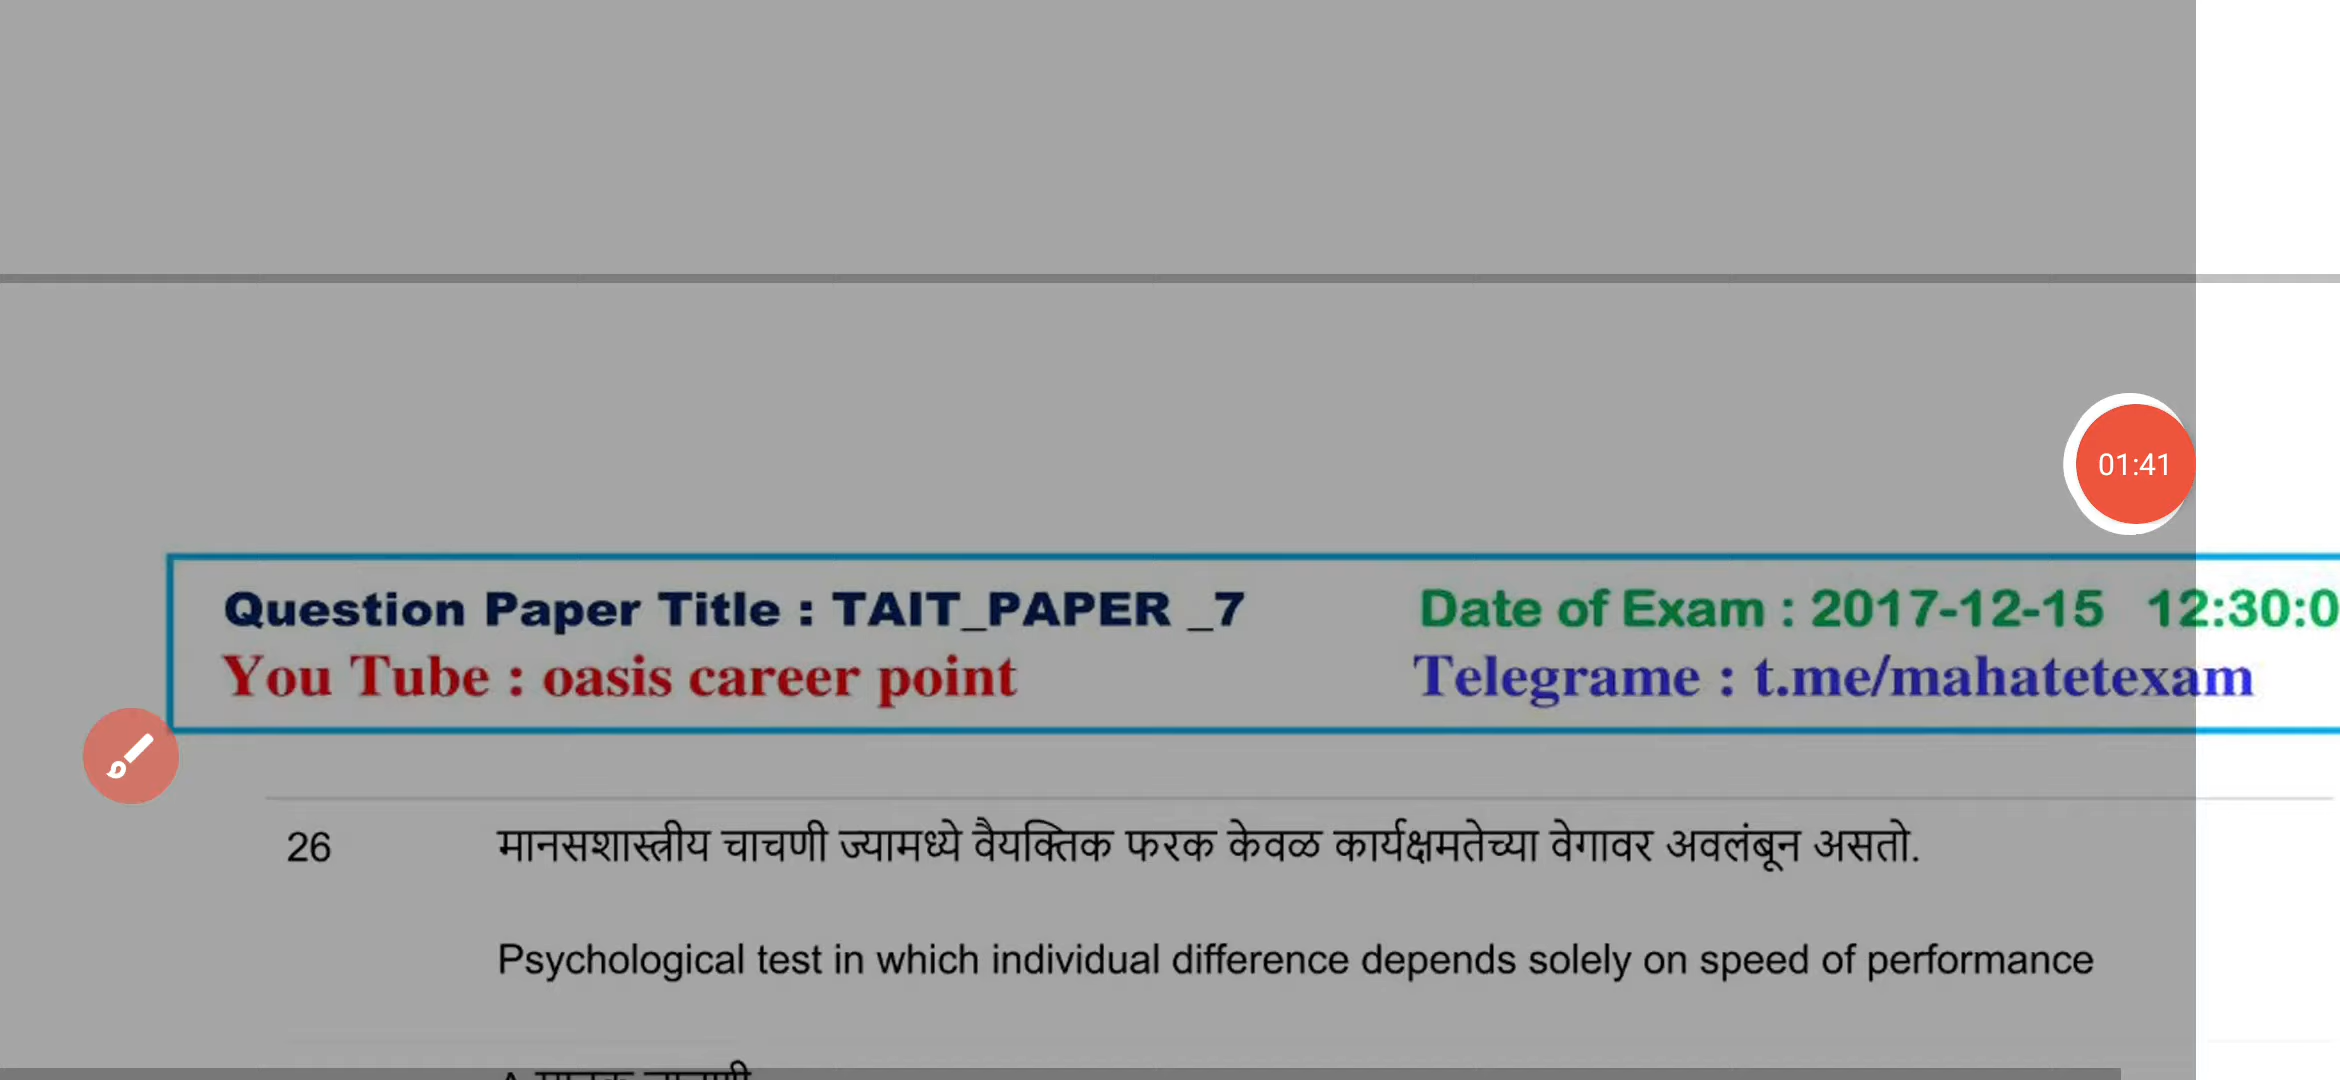 01:41
Question Paper Title : TAIT_PAPER _7 Date of Exam : 2017-12-15 12:30:0
You Tube : oasis career point Telegrame : t.me/mahatetexam
26 मानसशास्त्रीय चाचणी ज्यामध्ये वैयक्तिक फरक केवळ कार्यक्षमतेच्या वेगावर अवलंबून असतो.
Psychological test in which individual difference depends solely on speed of performance